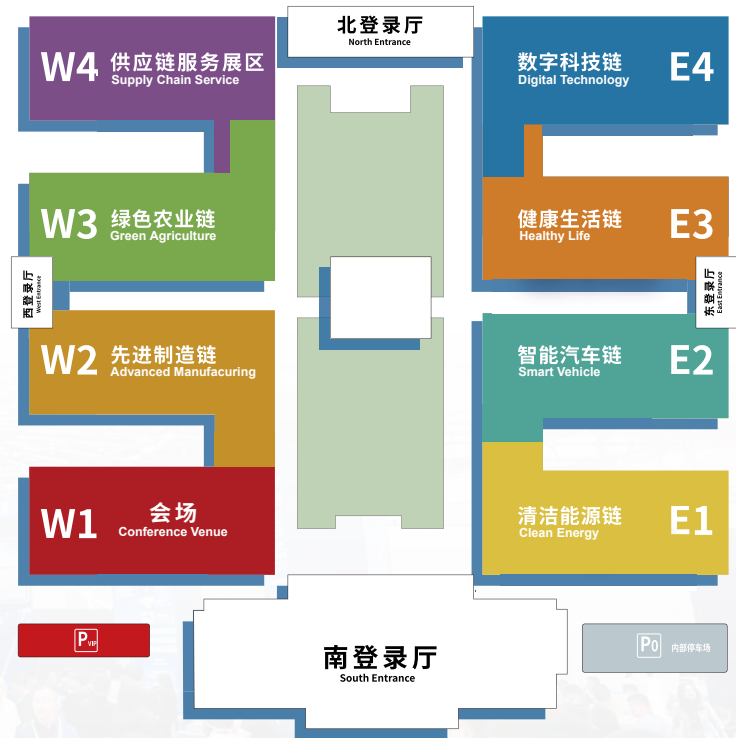 北登录厅
North Entrance
W4 供应链服务展区
Supply Chain Service
数字科技链 E4
Digital Technology
W3 绿色农业链
Green Agriculture
健康生活链 E3
Healthy Life
西登录厅
West Entrance
东登录厅
East Entrance
W2 先进制造链
Advanced Manufacuring
智能汽车链 E2
Smart Vehicle
W1 会场
Conference Venue
清洁能源链 E1
Clean Energy
南登录厅
South Entrance
P VIP
P0 内部停车场